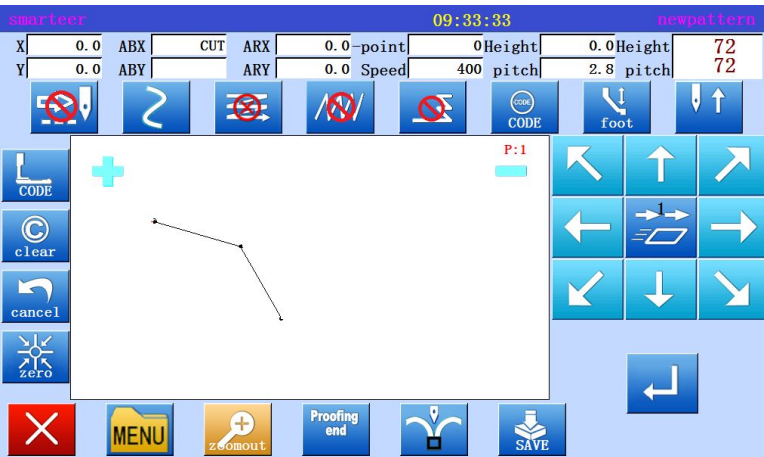 smarteer 09:33:33 newpattern
X 0.0 ABX CUT ARX 0.0 -point 0 Height 0.0 Height 72
Y 0.0 ABY ARY 0.0 Speed 400 pitch 2.8 pitch 72
CODE
CODE foot
P:1
CODE
1
C
clear
cancel
zero
MENU
zoomout
Proofing
end
SAVE